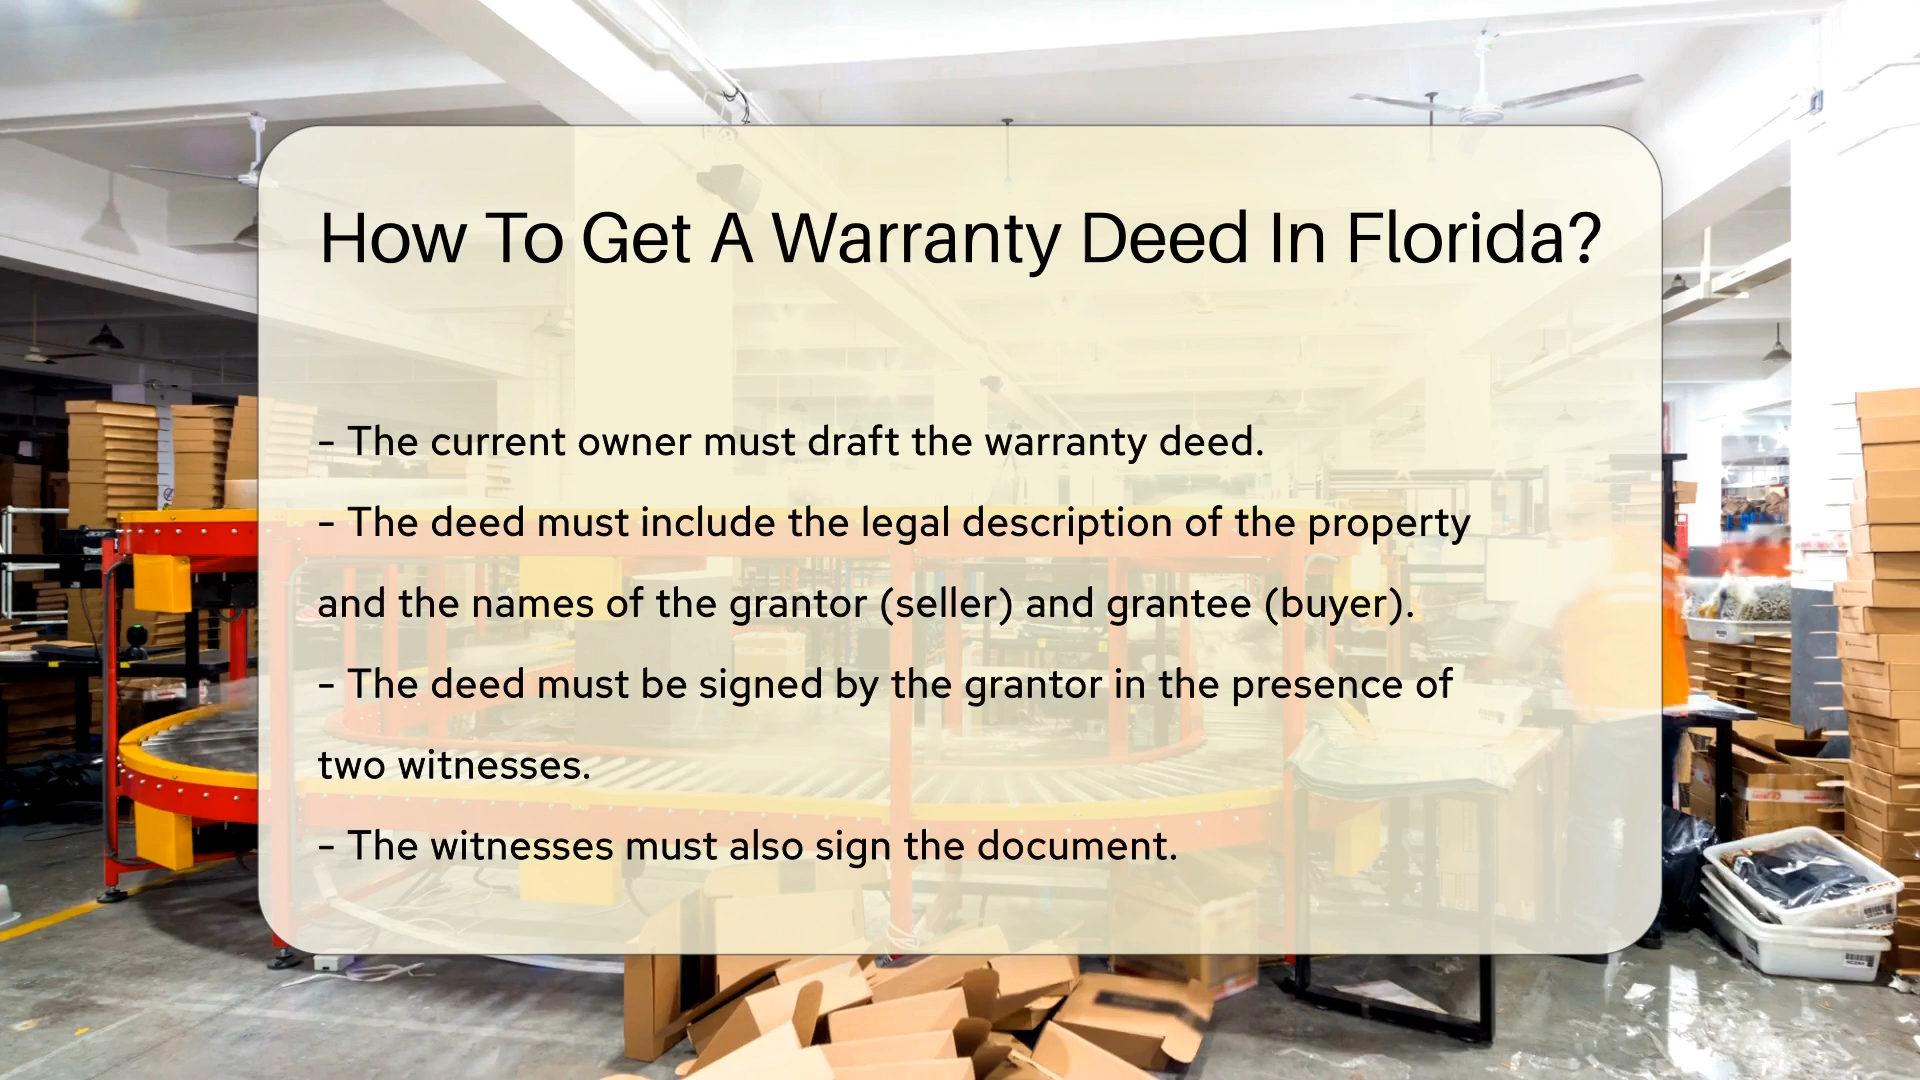 How To Get A Warranty Deed In Florida?
- The current owner must draft the warranty deed.
- The deed must include the legal description of the property
and the names of the grantor (seller) and grantee (buyer).
- The deed must be signed by the grantor in the presence of
two witnesses.
- The witnesses must also sign the document.